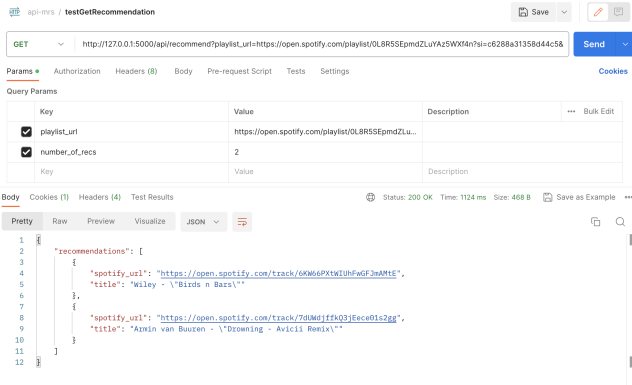 HTTP api-mrs / testGetRecommendation Save
GET http://127.0.0.1:5000/api/recommend?playlist_url=https://open.spotify.com/playlist/0L8R5SEpmdZLuYAz5WXf4n?si=c6288a31358d44c5& Send
Params Authorization Headers (8) Body Pre-request Script Tests Settings Cookies
Query Params
Key Value Description ••• Bulk Edit
playlist_url https://open.spotify.com/playlist/0L8R5SEpmdZLu...
number_of_recs 2
Key Value Description
Body Cookies (1) Headers (4) Test Results Status: 200 OK Time: 1124 ms Size: 468 B Save as Example •••
Pretty Raw Preview Visualize JSON
1 {
2 "recommendations": [
3 {
4 "spotify_url": "https://open.spotify.com/track/6KW66PXtWIUhFwGFJmAMtE",
5 "title": "Wiley - \"Birds n Bars\""
6 },
7 {
8 "spotify_url": "https://open.spotify.com/track/7dUWdjffkQ3jEece01s2gg",
9 "title": "Armin van Buuren - \"Drowning - Avicii Remix\""
10 }
11 ]
12 }